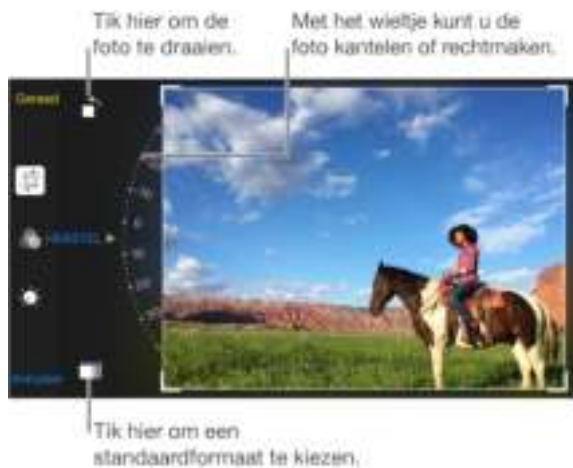 Tik hier om de
foto te draaien.
Met het wieltje kunt u de
foto kantelen of rechtmaken.
Gereed
Tik hier om een
standaardformaat te kiezen.